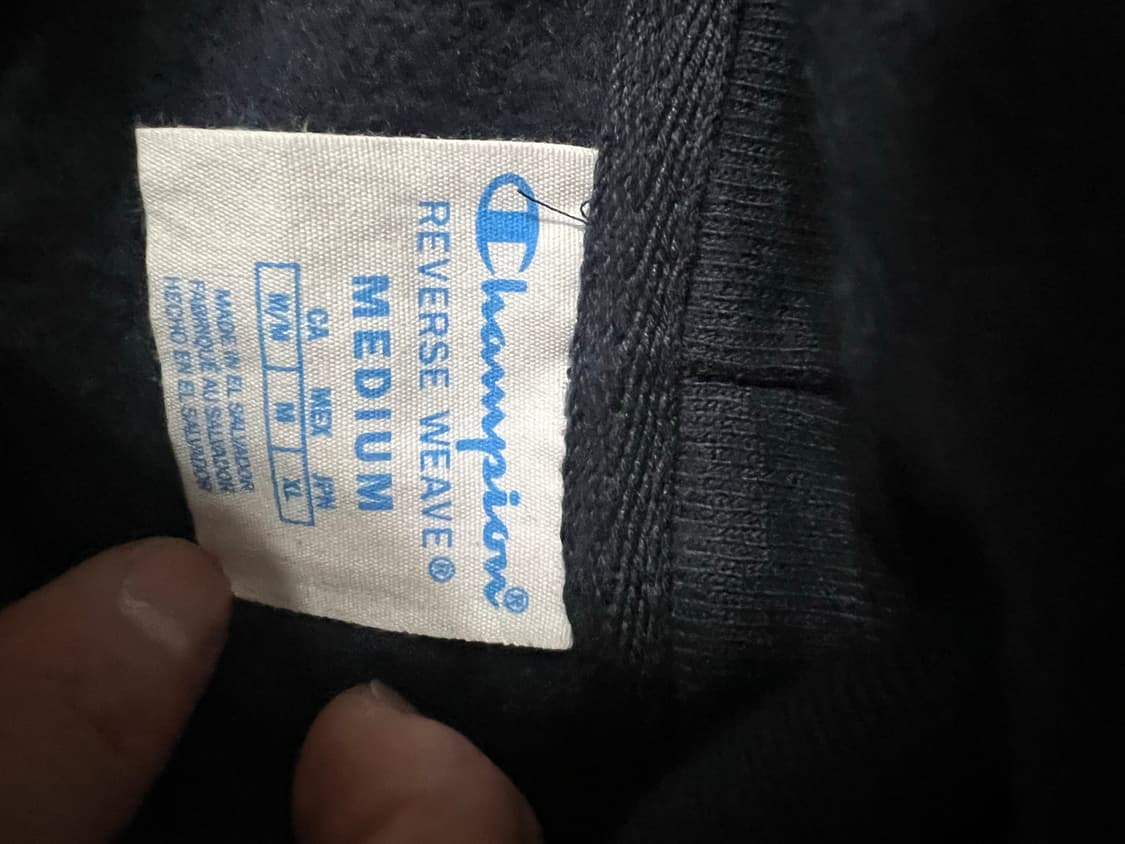 Champion®
REVERSE WEAVE®
MEDIUM
CA MEX JPN
M/M M XL
MADE IN EL SALVADOR
FABRIQUÉ AU SALVADOR
HECHO EN EL SALVADOR